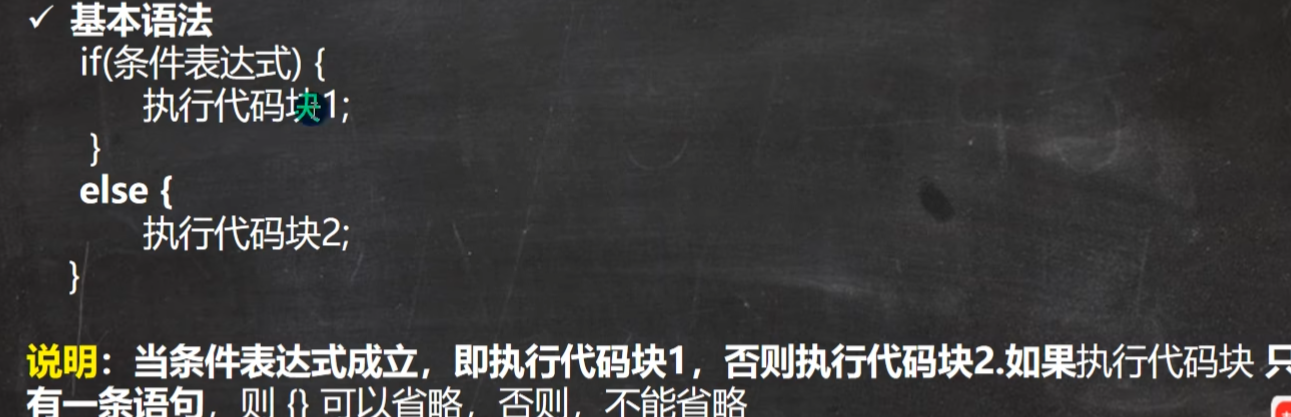 ✓ 基本语法
if(条件表达式) {
执行代码块1;
}
else {
执行代码块2;
}
说明：当条件表达式成立，即执行代码块1，否则执行代码块2.如果执行代码块 只
有一条语句，则 {} 可以省略，否则，不能省略